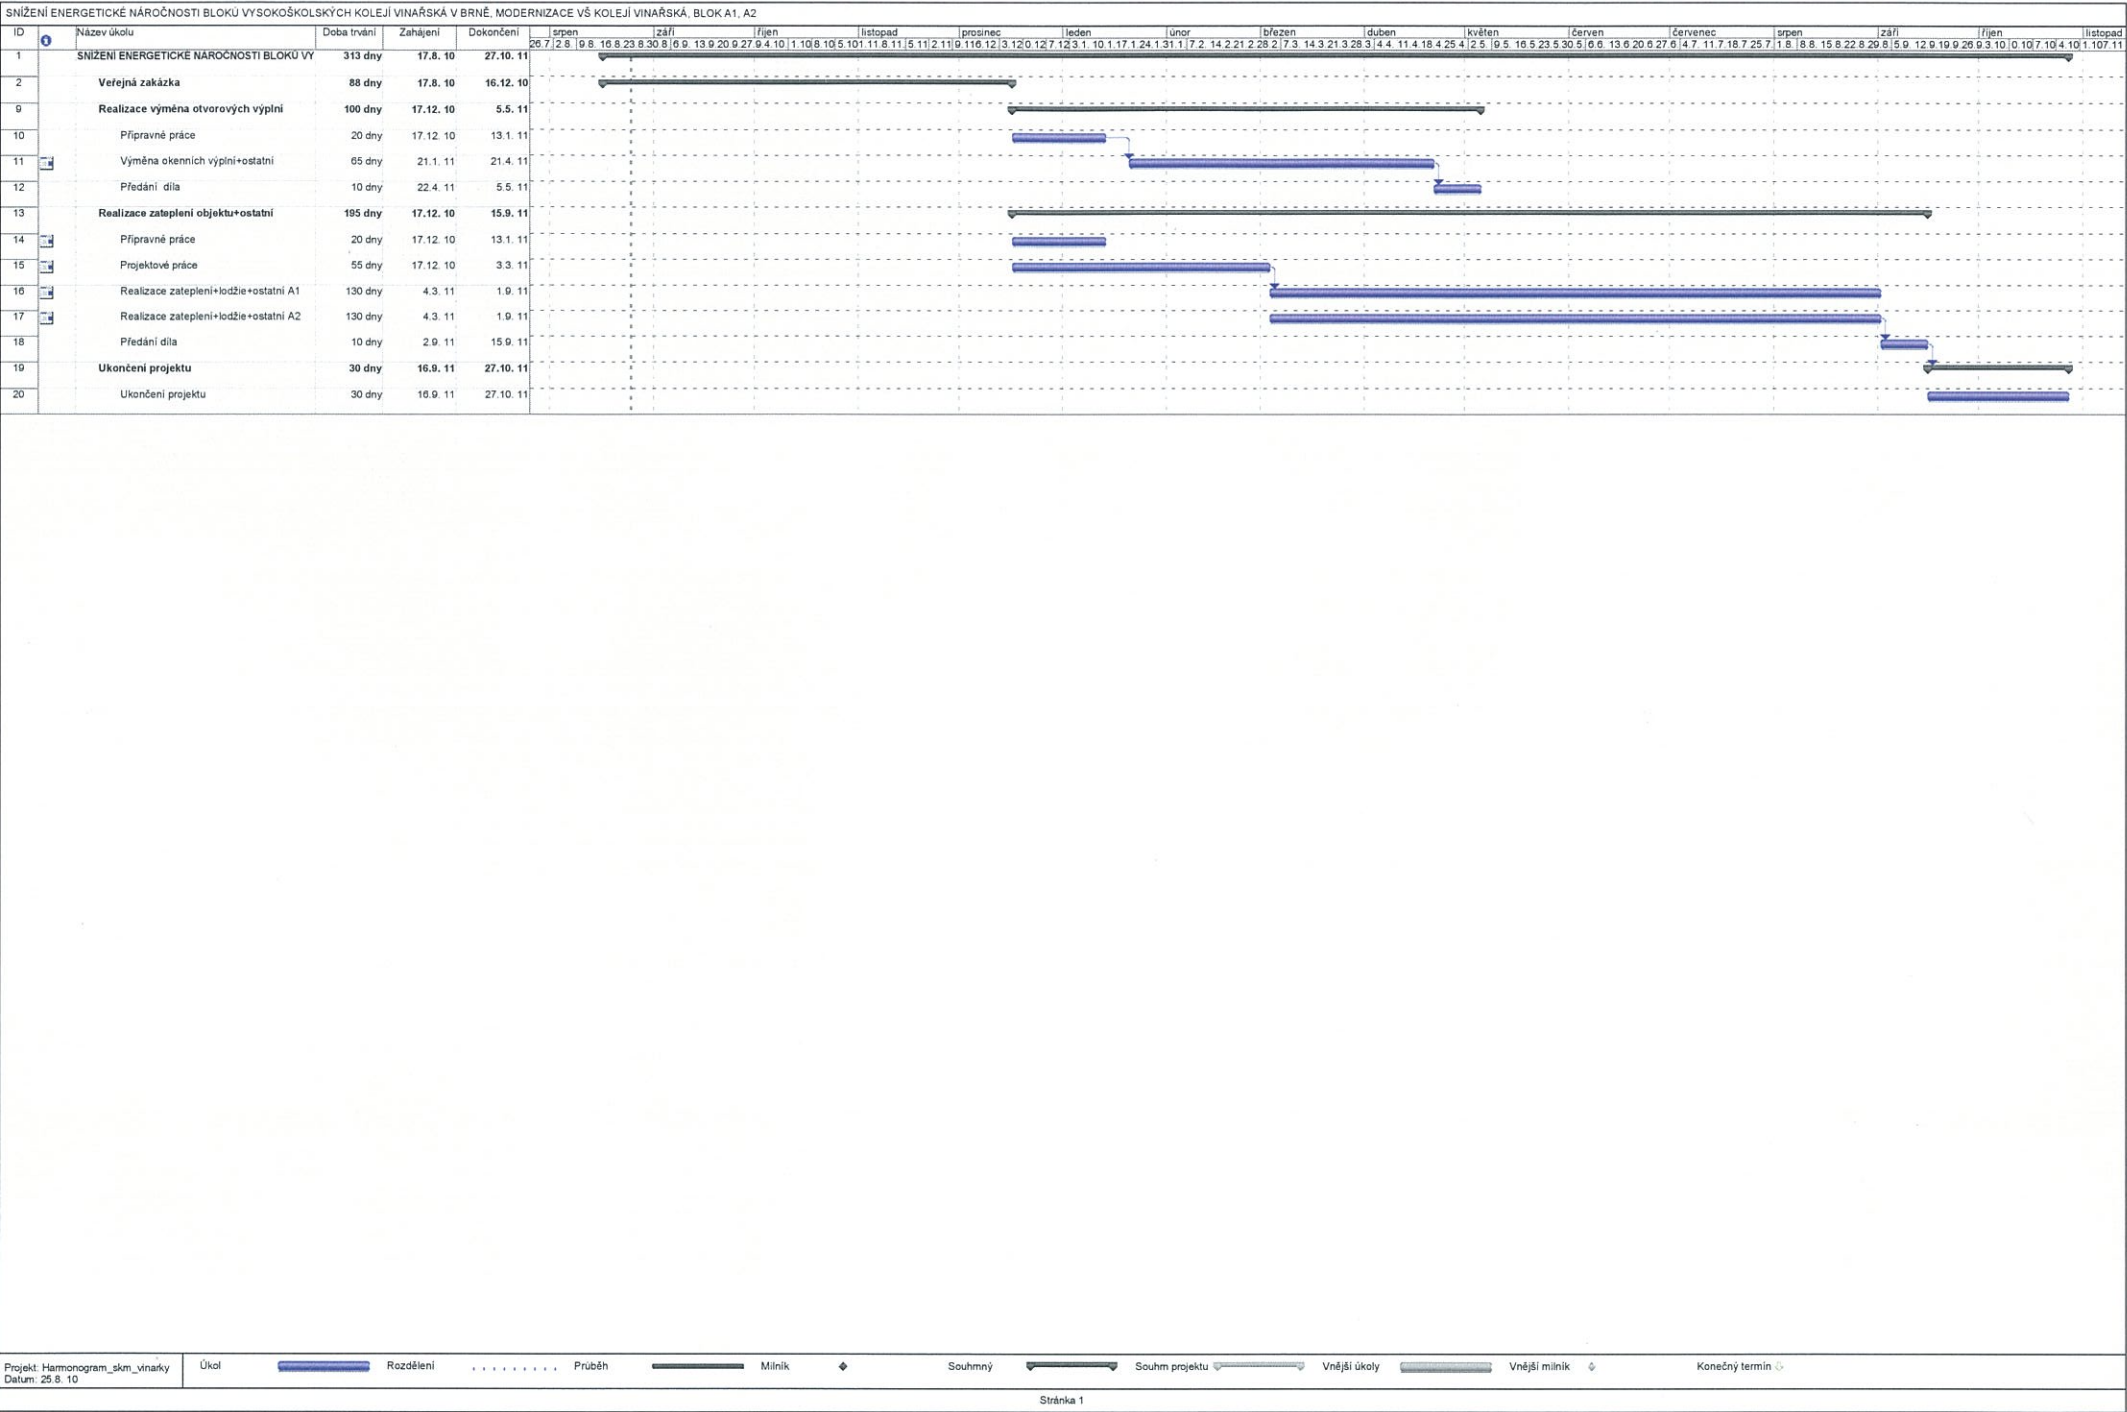 SNÍŽENÍ ENERGETICKÉ NÁROČNOSTI BLOKŮ VYSOKOŠKOLSKÝCH KOLEJÍ VINAŘSKÁ V BRNĚ, MODERNIZACE VŠ KOLEJÍ VINAŘSKÁ, BLOK A1, A2
ID Název úkolu Doba trvání Zahájení Dokončení srpen září říjen listopad prosinec leden únor březen duben květen červen červenec srpen září říjen listopad
1 SNÍŽENÍ ENERGETICKÉ NÁROČNOSTI BLOKŮ VY 313 dny 17.8. 10 27.10. 11
2 Veřejná zakázka 88 dny 17.8. 10 16.12. 10
9 Realizace výměna otvorových výplní 100 dny 17.12. 10 5.5. 11
10 Přípravné práce 20 dny 17.12. 10 13.1. 11
11 Výměna okenních výplní+ostatní 65 dny 21.1. 11 21.4. 11
12 Předání díla 10 dny 22.4. 11 5.5. 11
13 Realizace zateplení objektu+ostatní 195 dny 17.12. 10 15.9. 11
14 Přípravné práce 20 dny 17.12. 10 13.1. 11
15 Projektové práce 55 dny 17.12. 10 3.3. 11
16 Realizace zateplení+lodžie+ostatní A1 130 dny 4.3. 11 1.9. 11
17 Realizace zateplení+lodžie+ostatní A2 130 dny 4.3. 11 1.9. 11
18 Předání díla 10 dny 2.9. 11 15.9. 11
19 Ukončení projektu 30 dny 16.9. 11 27.10. 11
20 Ukončení projektu 30 dny 16.9. 11 27.10. 11
Projekt: Harmonogram_skm_vinarky
Datum: 25.8. 10
Úkol Rozdělení Průběh Milník Souhrnný Souhrn projektu Vnější úkoly Vnější milník Konečný termín
Stránka 1